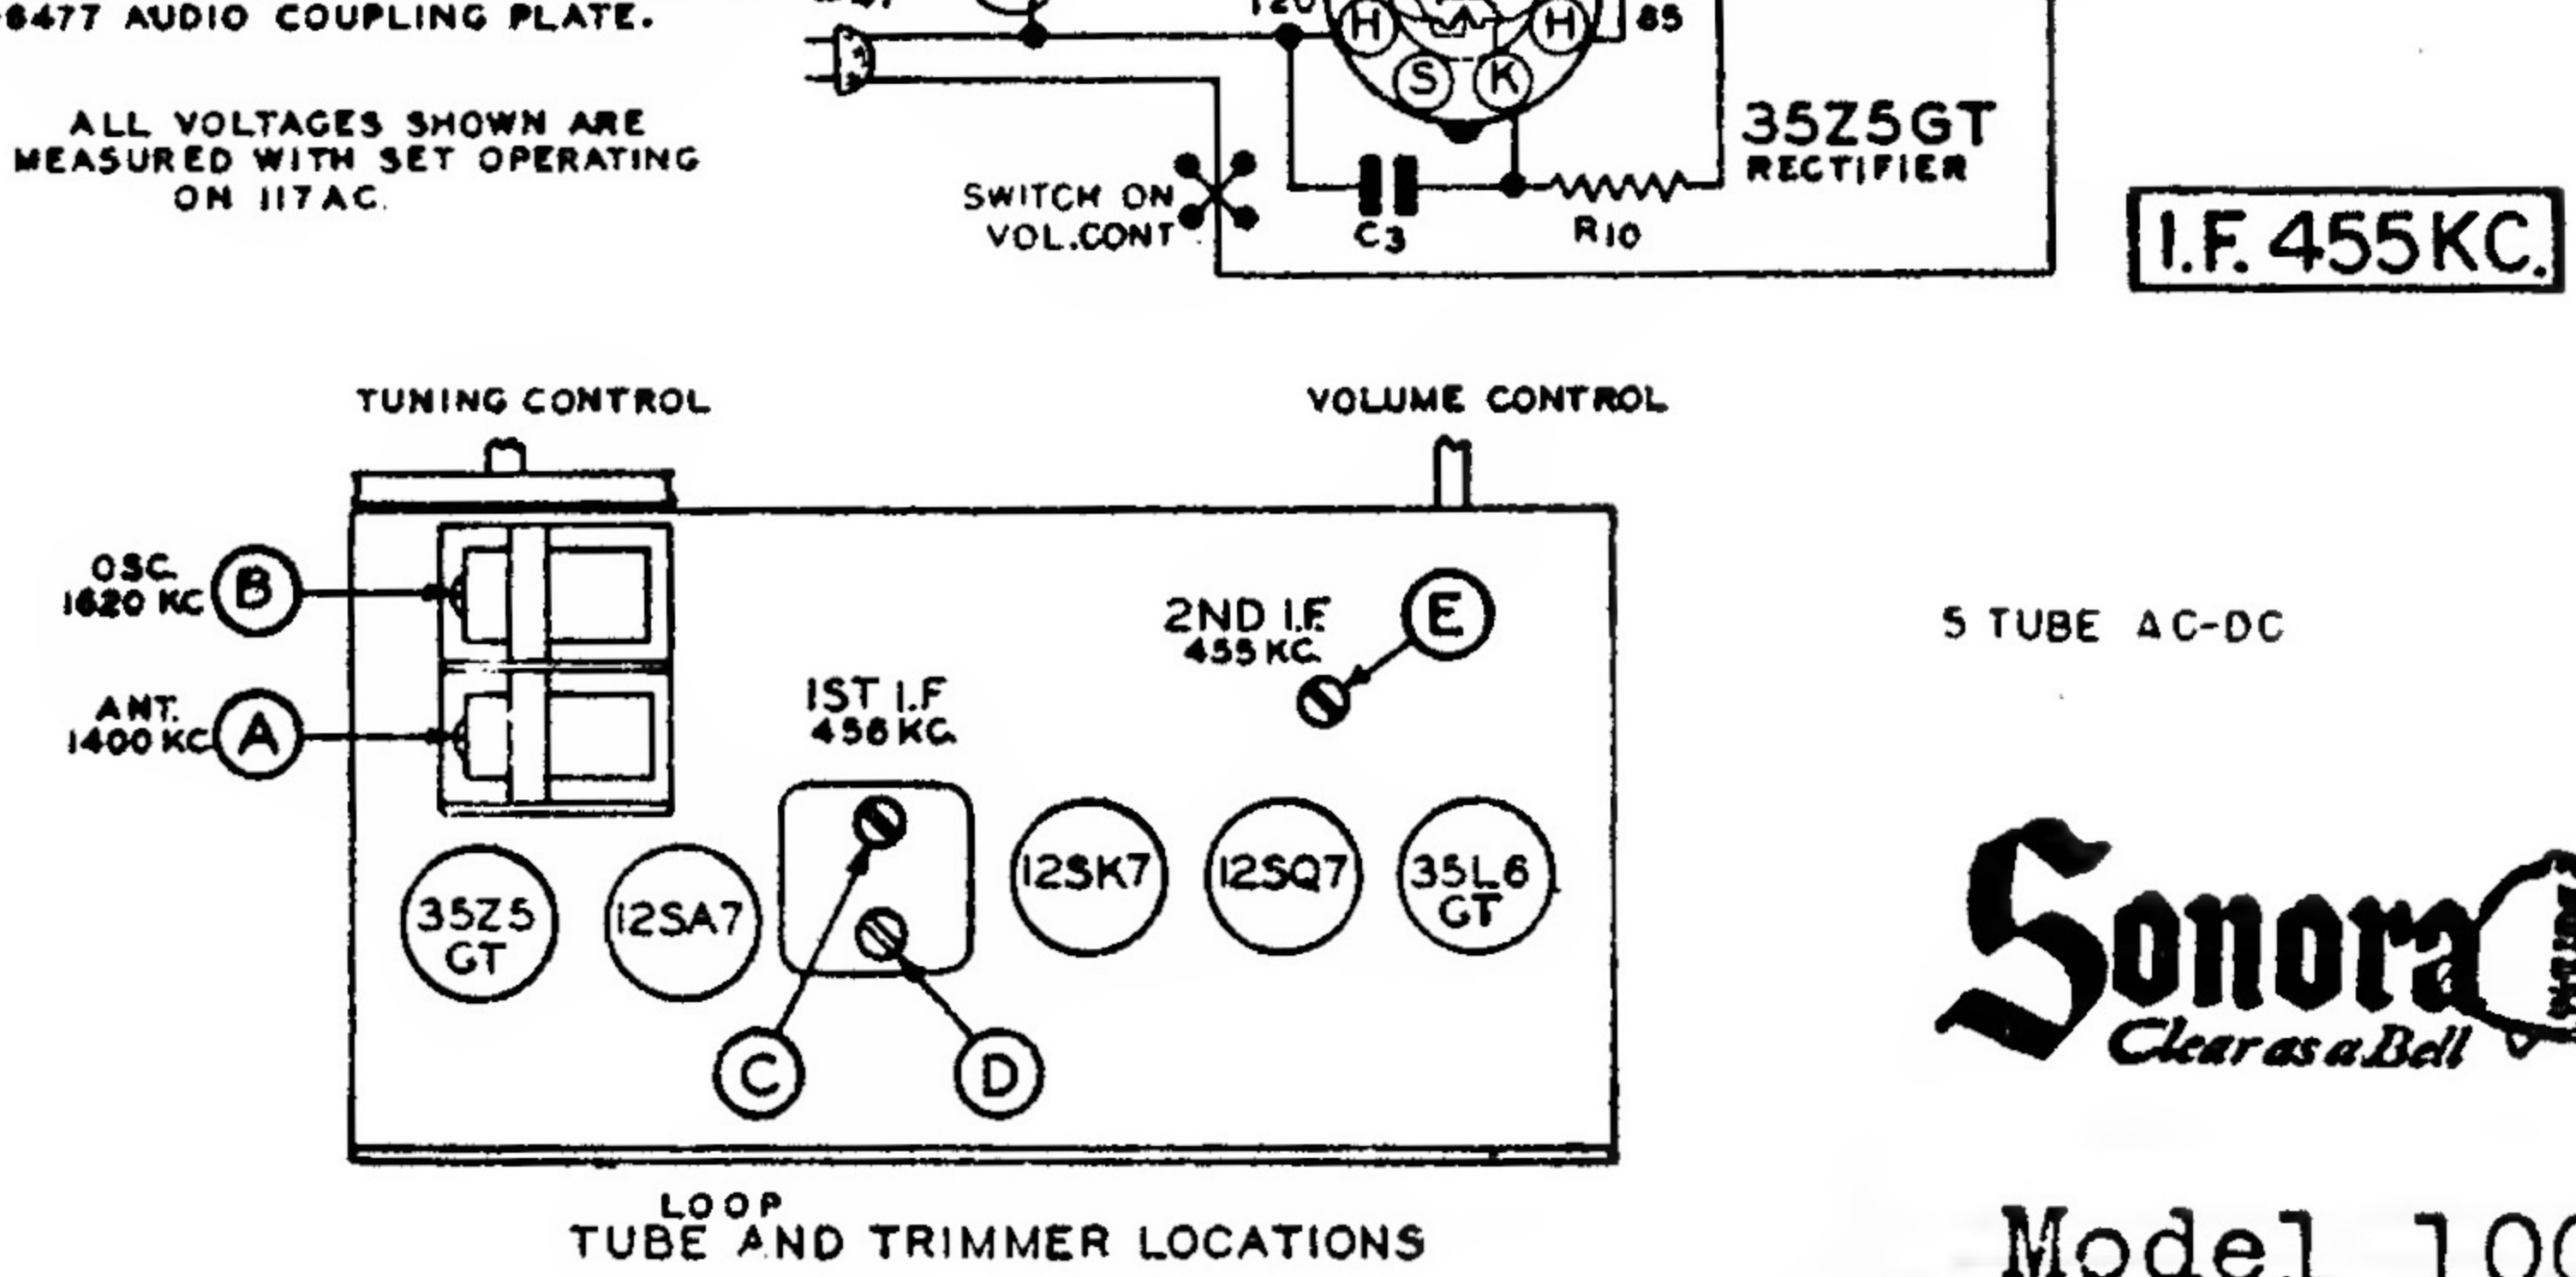 6477 AUDIO COUPLING PLATE.
ALL VOLTAGES SHOWN ARE
MEASURED WITH SET OPERATING
ON 117 AC.
120
H
H
85
S
K
35Z5GT
RECTIFIER
SWITCH ON
VOL.CONT
C3
R10
I.F. 455KC.
TUNING CONTROL
VOLUME CONTROL
OSC.
1620 KC
B
ANT.
1400 KC
A
1ST I.F
456 KC.
2ND I.F.
455 KC.
E
5 TUBE AC-DC
35Z5
GT
12SA7
12SK7
12SQ7
35L6
GT
C
D
Sonora
Clear as a Bell
LOOP
TUBE AND TRIMMER LOCATIONS
Model